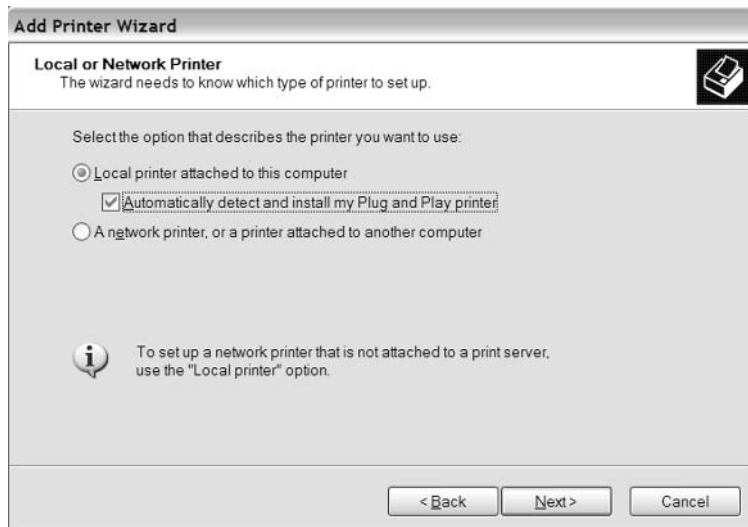 Add Printer Wizard
Local or Network Printer
The wizard needs to know which type of printer to set up.
Select the option that describes the printer you want to use:
Local printer attached to this computer
Automatically detect and install my Plug and Play printer
A network printer, or a printer attached to another computer
To set up a network printer that is not attached to a print server,
use the "Local printer" option.
< Back
Next >
Cancel